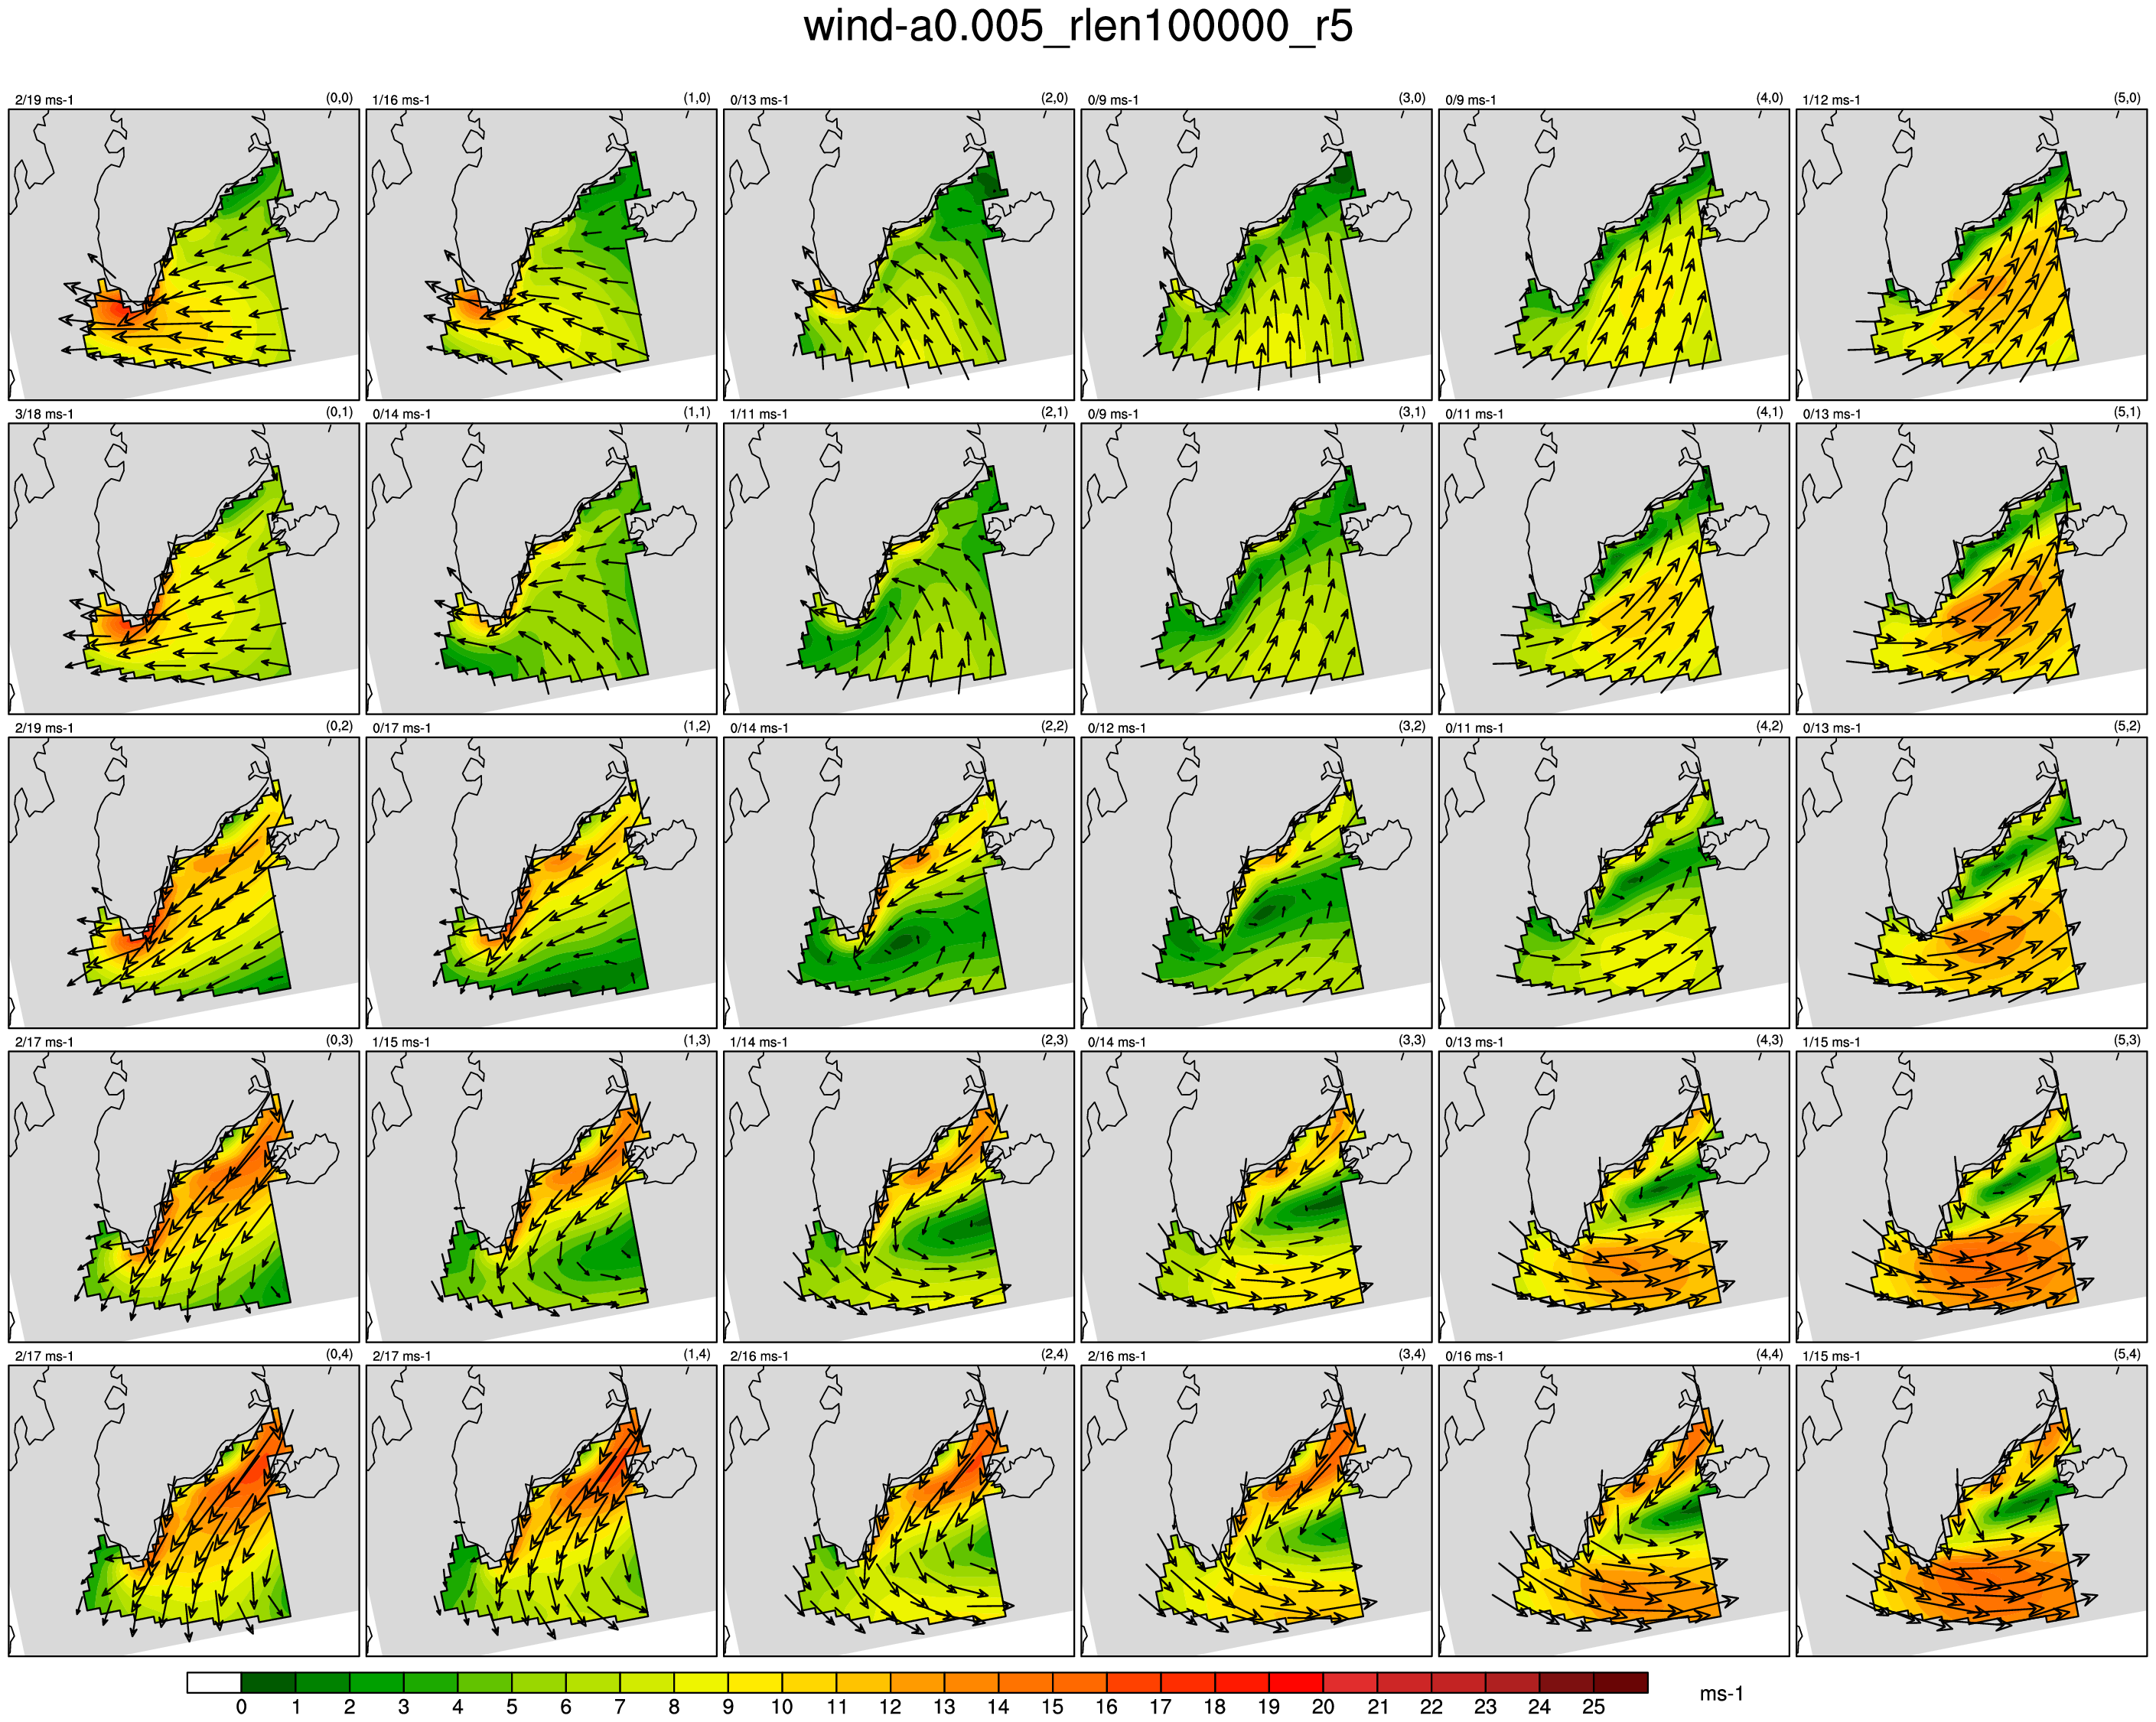 wind-a0.005_rlen100000_r5
2/19 ms-1 (0,0) 1/16 ms-1 (1,0) 0/13 ms-1 (2,0) 0/9 ms-1 (3,0) 0/9 ms-1 (4,0) 1/12 ms-1 (5,0)
3/18 ms-1 (0,1) 0/14 ms-1 (1,1) 1/11 ms-1 (2,1) 0/9 ms-1 (3,1) 0/11 ms-1 (4,1) 0/13 ms-1 (5,1)
2/19 ms-1 (0,2) 0/17 ms-1 (1,2) 0/14 ms-1 (2,2) 0/12 ms-1 (3,2) 0/11 ms-1 (4,2) 0/13 ms-1 (5,2)
2/17 ms-1 (0,3) 1/15 ms-1 (1,3) 1/14 ms-1 (2,3) 0/14 ms-1 (3,3) 0/13 ms-1 (4,3) 1/15 ms-1 (5,3)
2/17 ms-1 (0,4) 2/17 ms-1 (1,4) 2/16 ms-1 (2,4) 2/16 ms-1 (3,4) 0/16 ms-1 (4,4) 1/15 ms-1 (5,4)
0 1 2 3 4 5 6 7 8 9 10 11 12 13 14 15 16 17 18 19 20 21 22 23 24 25 ms-1